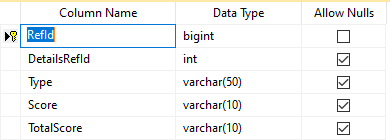 Column Name Data Type Allow Nulls
RefId bigint
DetailsRefId int
Type varchar(50)
Score varchar(10)
TotalScore varchar(10)